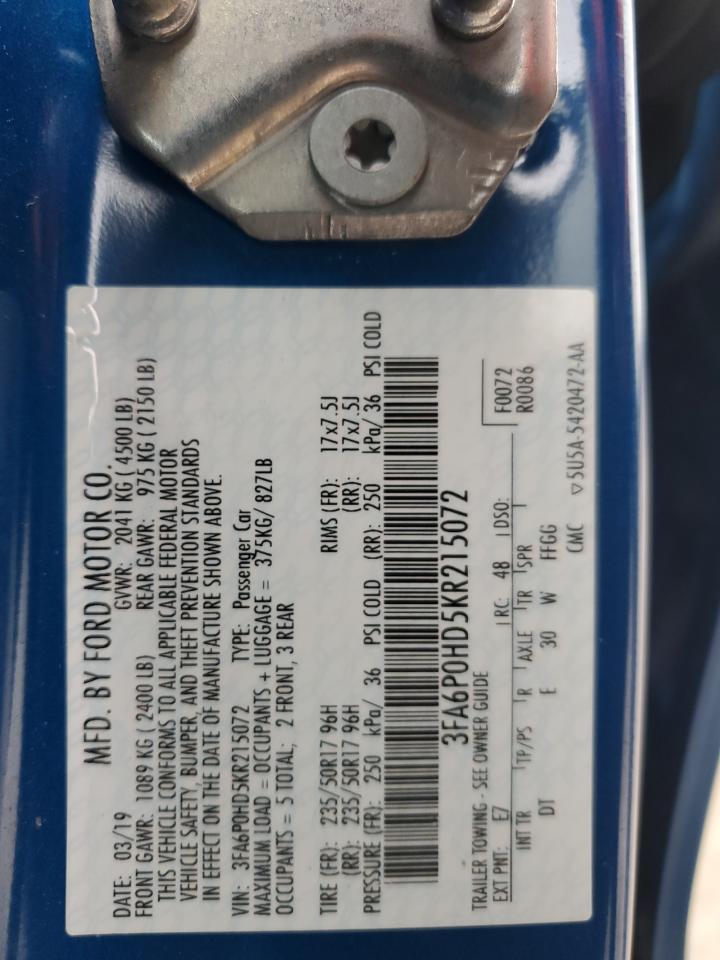 MFD. BY FORD MOTOR CO.
DATE: 03/19 GVWR: 2041 KG ( 4500 LB)
FRONT GAWR: 1089 KG ( 2400 LB) REAR GAWR: 975 KG ( 2150 LB)
THIS VEHICLE CONFORMS TO ALL APPLICABLE FEDERAL MOTOR
VEHICLE SAFETY, BUMPER, AND THEFT PREVENTION STANDARDS
IN EFFECT ON THE DATE OF MANUFACTURE SHOWN ABOVE.
VIN: 3FA6P0HD5KR215072 TYPE: Passenger Car
MAXIMUM LOAD = OCCUPANTS + LUGGAGE = 375KG/ 827LB
OCCUPANTS = 5 TOTAL; 2 FRONT, 3 REAR
TIRE (FR): 235/50R17 96H RIMS (FR): 17x7.5J
(RR): 235/50R17 96H (RR): 17x7.5J
PRESSURE (FR): 250 kPa/ 36 PSI COLD (RR): 250 kPa/ 36 PSI COLD
3FA6P0HD5KR215072
TRAILER TOWING - SEE OWNER GUIDE F0072
EXT PNT: E7 RC: 48 DSO: R0086
INT TR TP/PS R AXLE TR SPR
DT E 30 W FFGG
CMC ▽5U5A-5420472-AA